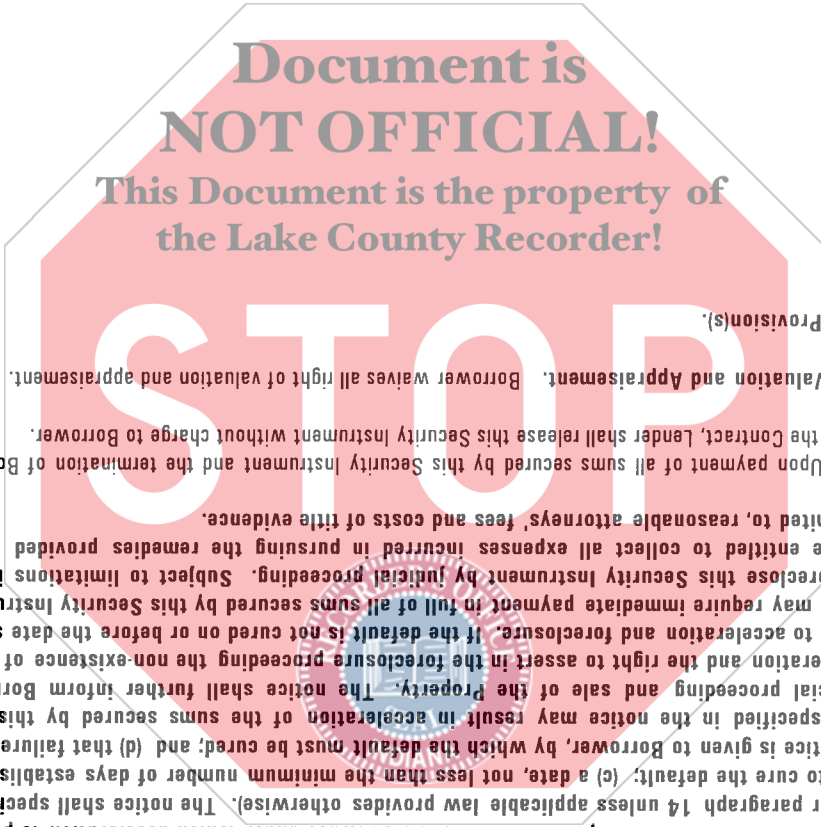 Document is
NOT OFFICIAL!
This Document is the property of
the Lake County Recorder!
STOP
r paragraph 14 unless applicable law provides otherwise). The notice shall speci
to cure the default; (c) a date, not less than the minimum number of days establis
tice is given to Borrower, by which the default must be cured; and (d) that failure
specified in the notice may result in acceleration of the sums secured by this
cial proceeding and sale of the Property. The notice shall further inform Bor
eration and the right to assert in the foreclosure proceeding the non-existence of
to acceleration and foreclosure. If the default is not cured on or before the date s
may require immediate payment in full of all sums secured by this Security Instr
reclose this Security Instrument by judicial proceeding. Subject to limitations i
e entitled to collect all expenses incurred in pursuing the remedies provided
mited to, reasonable attorneys' fees and costs of title evidence.
Upon payment of all sums secured by this Security Instrument and the termination of Bo
the Contract, Lender shall release this Security Instrument without charge to Borrower.
Valuation and Appraisement. Borrower waives all right of valuation and appraisement.
Provision(s).
INDIANA